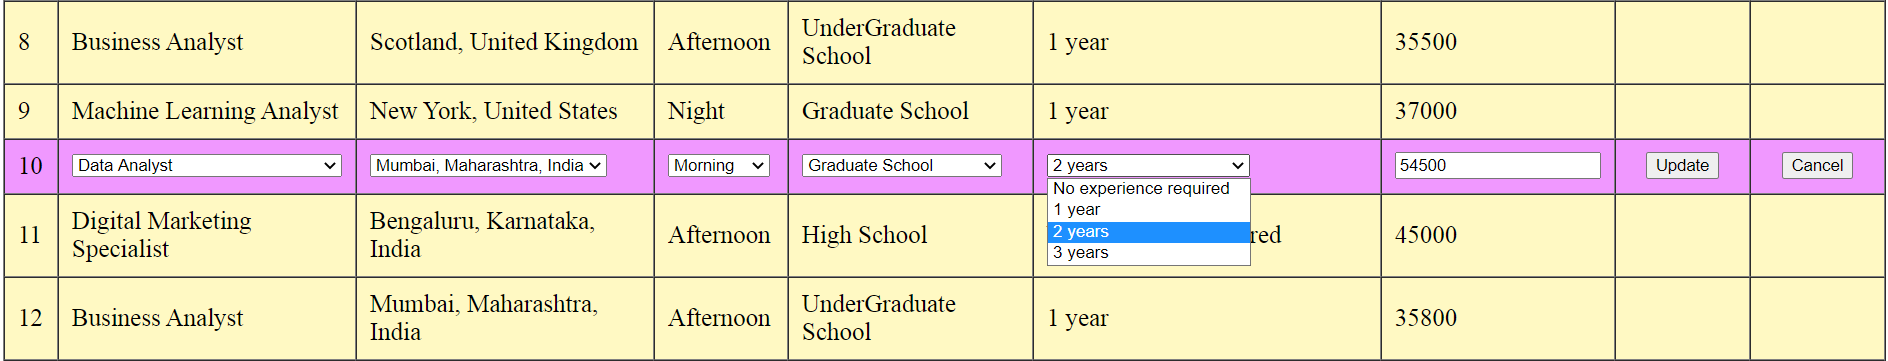 8 Business Analyst Scotland, United Kingdom Afternoon UnderGraduate School 1 year 35500
9 Machine Learning Analyst New York, United States Night Graduate School 1 year 37000
10 Data Analyst Mumbai, Maharashtra, India Morning Graduate School 2 years 54500 Update Cancel
No experience required
1 year
2 years
3 years
11 Digital Marketing Specialist Bengaluru, Karnataka, India Afternoon High School red 45000
12 Business Analyst Mumbai, Maharashtra, India Afternoon UnderGraduate School 1 year 35800